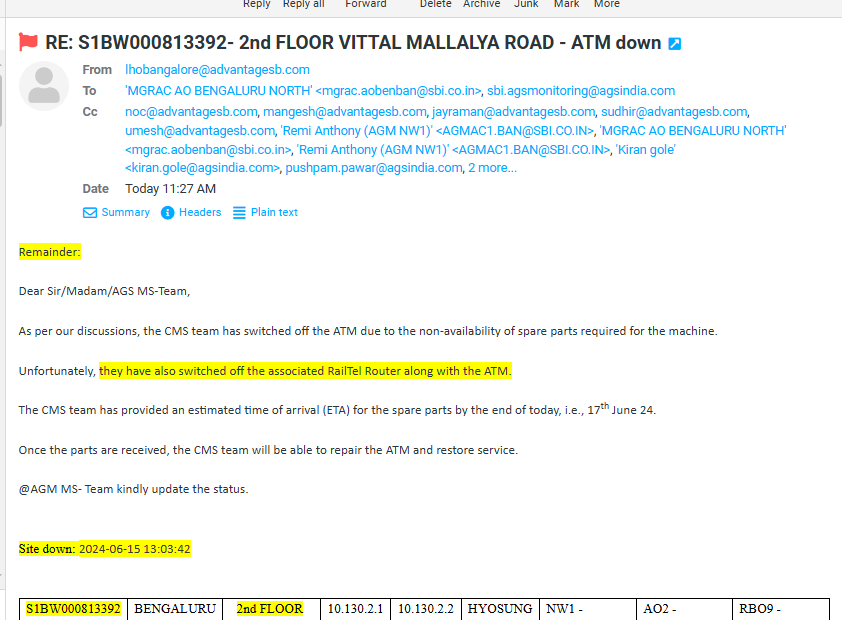 Reply Reply all Forward Delete Archive Junk Mark More
RE: S1BW000813392- 2nd FLOOR VITTAL MALLALYA ROAD - ATM down
From lhobangalore@advantagesb.com
To 'MGRAC AO BENGALURU NORTH' <mgrac.aobenban@sbi.co.in>, sbi.agsmonitoring@agsindia.com
Cc noc@advantagesb.com, mangesh@advantagesb.com, jayraman@advantagesb.com, sudhir@advantagesb.com,
umesh@advantagesb.com, 'Remi Anthony (AGM NW1)' <AGMAC1.BAN@SBI.CO.IN>, 'MGRAC AO BENGALURU NORTH'
<mgrac.aobenban@sbi.co.in>, 'Remi Anthony (AGM NW1)' <AGMAC1.BAN@SBI.CO.IN>, 'Kiran gole'
<kiran.gole@agsindia.com>, pushpam.pawar@agsindia.com, 2 more...
Date Today 11:27 AM
Summary Headers Plain text
Remainder:
Dear Sir/Madam/AGS MS-Team,
As per our discussions, the CMS team has switched off the ATM due to the non-availability of spare parts required for the machine.
Unfortunately, they have also switched off the associated RailTel Router along with the ATM.
The CMS team has provided an estimated time of arrival (ETA) for the spare parts by the end of today, i.e., 17th June 24.
Once the parts are received, the CMS team will be able to repair the ATM and restore service.
@AGM MS- Team kindly update the status.
Site down: 2024-06-15 13:03:42
S1BW000813392 BENGALURU 2nd FLOOR 10.130.2.1 10.130.2.2 HYOSUNG NW1 - AO2 - RBO9 -